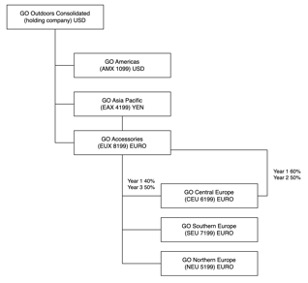 GO Outdoors Consolidated
(holding company) USD
GO Americas
(AMX 1099) USD
GO Asia Pacific
(EAX 4199) YEN
GO Accessories
(EUX 8199) EURO
Year 1 40%
Year 3 50%
Year 1 60%
Year 2 50%
GO Central Europe
(CEU 6199) EURO
GO Southern Europe
(SEU 7199) EURO
GO Northern Europe
(NEU 5199) EURO